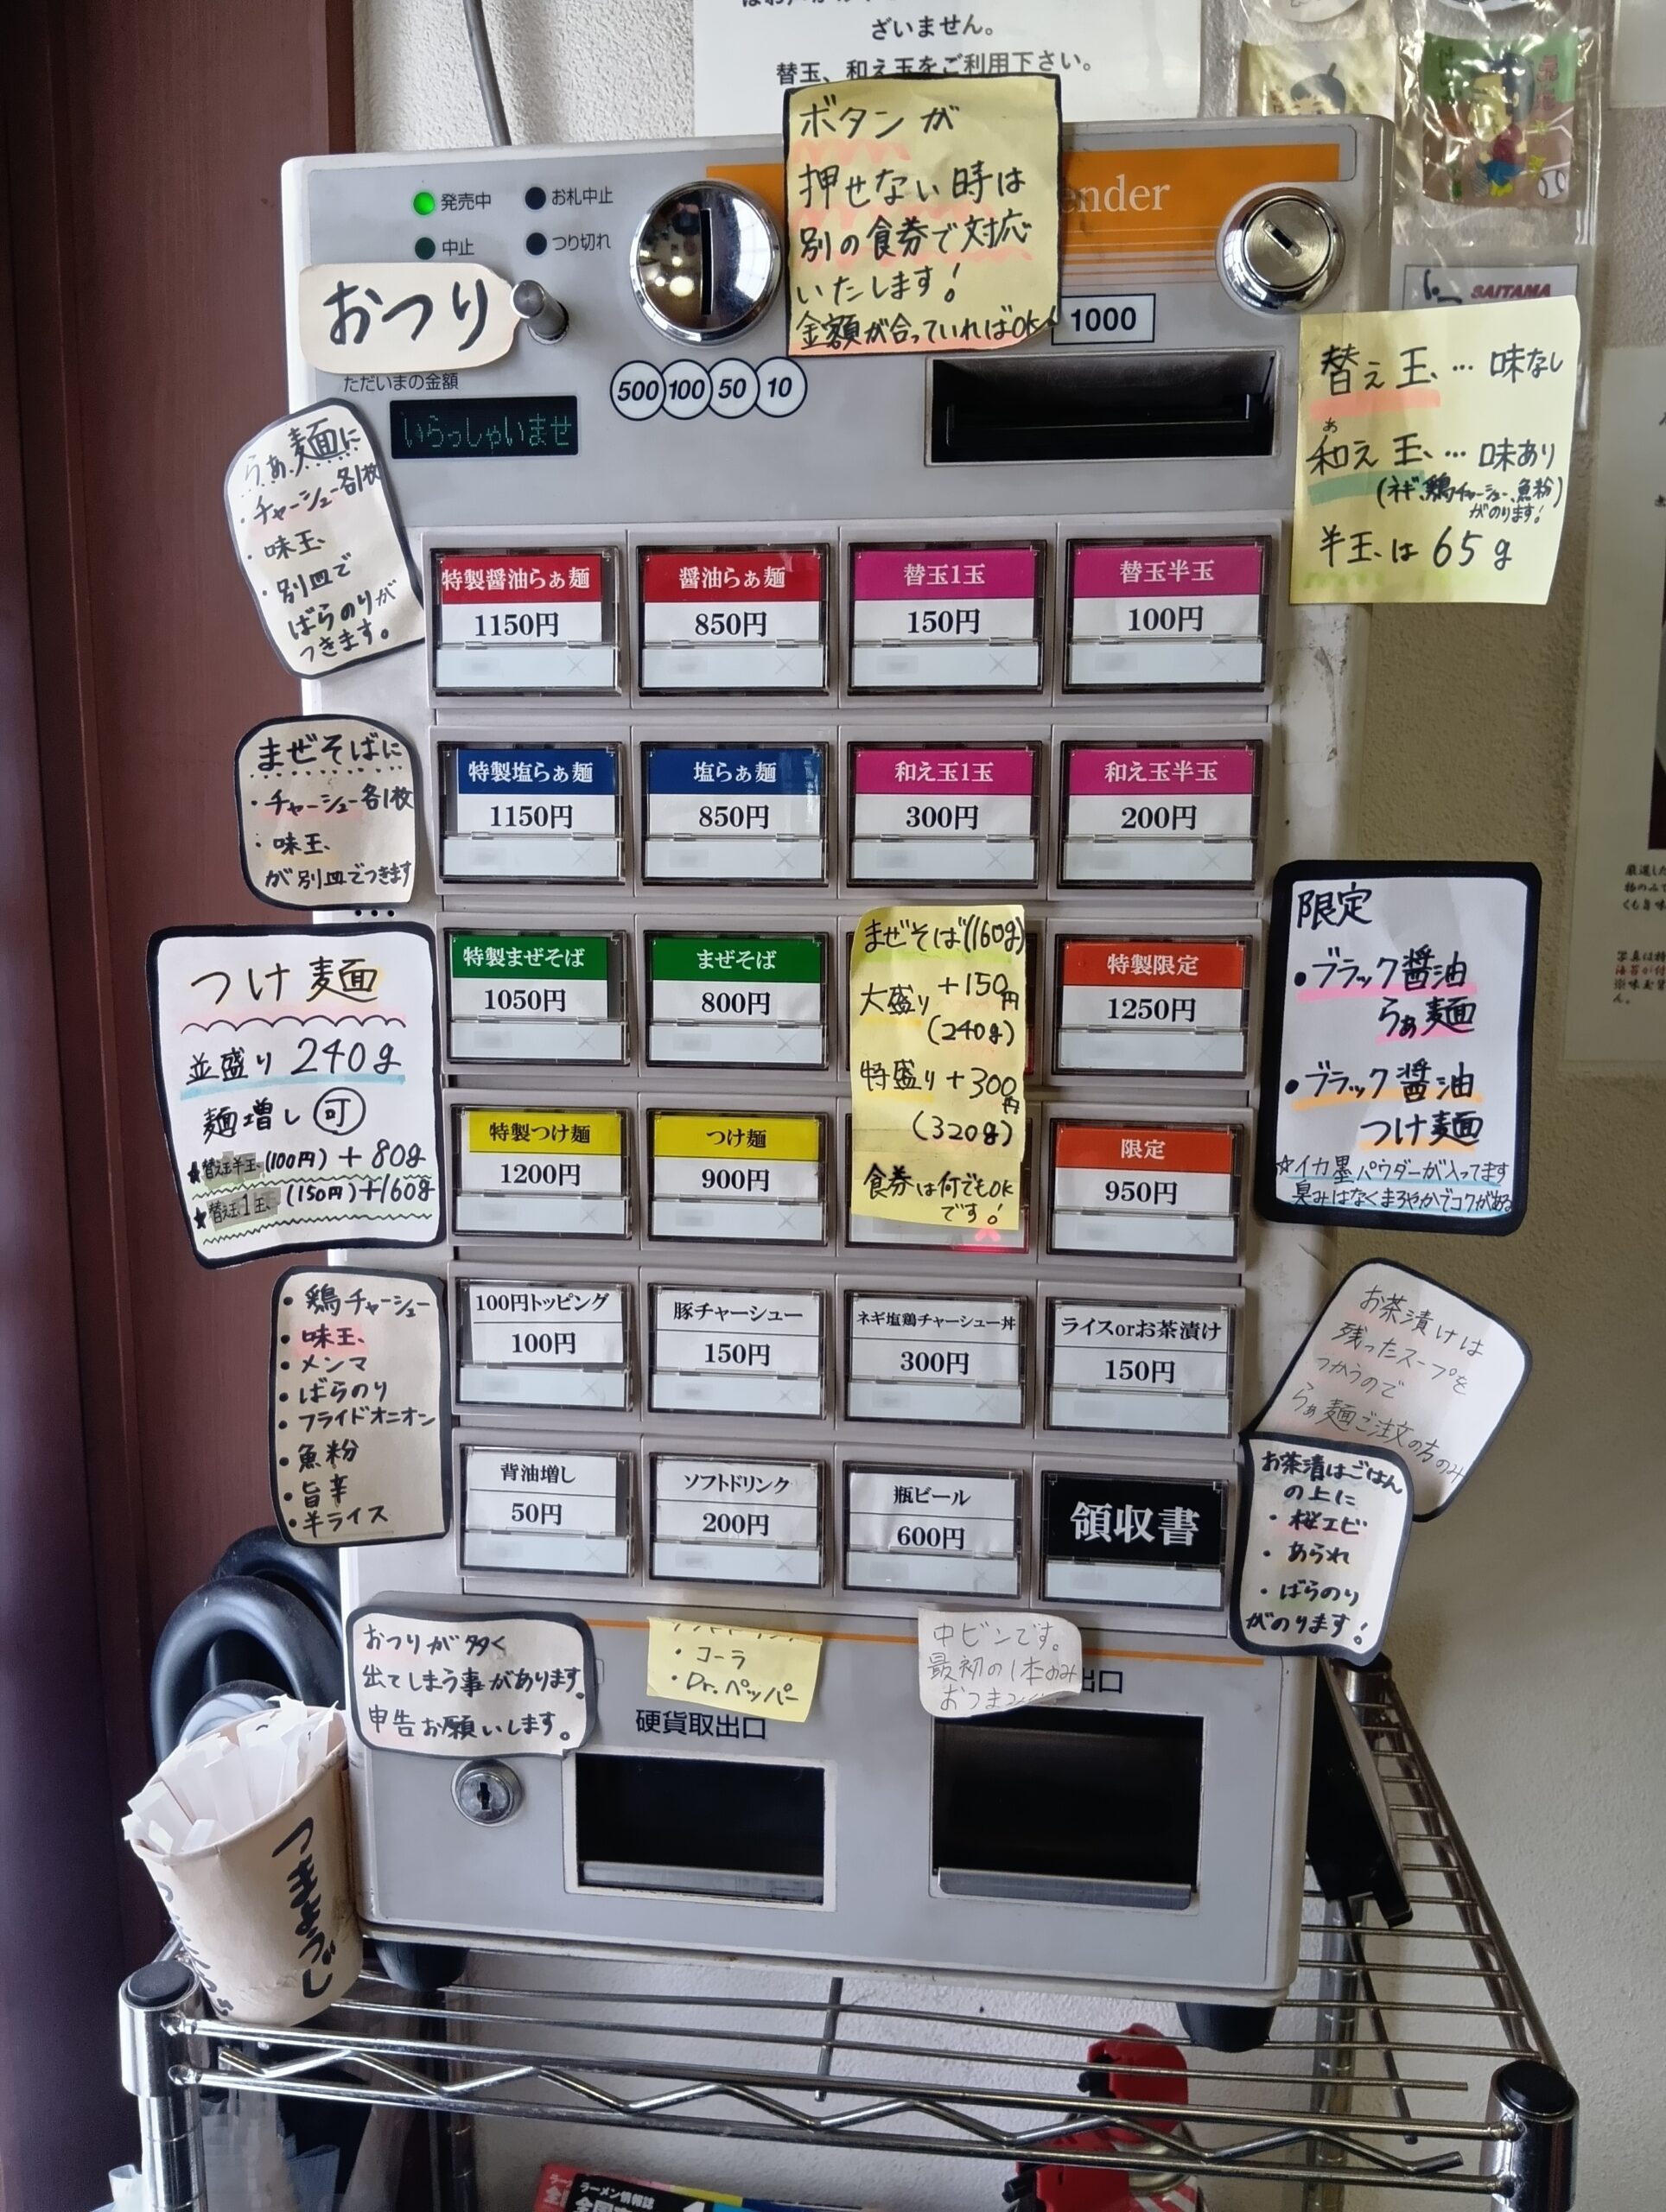 ざいません。
替玉、和え玉をご利用下さい。
ボタンが
押せない時は
別の食券で対応
いたします!
金額が合っていればOK
発売中
お札中止
中止
つり切れ
ender
おつり
ただいまの金額
いらっしゃいませ
500 100 50 10
1000
SAITAMA
替え玉…味なし
あ
和え玉…味あり
(ネギ、鶏チャーシュー、魚粉)
がのります!
半玉は65g
らぁ麺に
・チャーシュー各1枚
・味玉
・別皿で
ばらのりが
つきます。
特製醤油らぁ麺
1150円
醤油らぁ麺
850円
替玉1玉
150円
替玉半玉
100円
まぜそばに
・チャーシュー各1枚
・味玉
が別皿でつきます
特製塩らぁ麺
1150円
塩らぁ麺
850円
和え玉1玉
300円
和え玉半玉
200円
つけ麺
並盛り 240g
麺増し 可
★替え玉半玉(100円)+80g
★替え玉1玉(150円)+160g
特製まぜそば
1050円
まぜそば
800円
まぜそば(160g)
大盛り+150円
(240g)
特盛り+300円
(320g)
食券は何でもOK
です!
特製限定
1250円
限定
・ブラック醤油
らぁ麺
・ブラック醤油
つけ麺
☆イカ墨パウダーが入ってます
臭みはなくまろやかでコクがある
特製つけ麺
1200円
つけ麺
900円
限定
950円
・鶏チャーシュー
・味玉
・メンマ
・ばらのり
・フライドオニオン
・魚粉
・旨辛
・半ライス
100円トッピング
100円
豚チャーシュー
150円
ネギ塩鶏チャーシュー丼
300円
ライスorお茶漬け
150円
お茶漬けは
残ったスープを
つかうので
らぁ麺ご注文の方のみ
背油増し
50円
ソフトドリンク
200円
瓶ビール
600円
領収書
お茶漬はごはん
の上に
・桜エビ
・あられ
・ばらのり
がのります!
おつりが多く
出てしまう事があります。
申告お願いします。
・コーラ
・Dr.ペッパー
中ビンです。
最初の1本のみ
出口
硬貨取出口
つまようじ
ラーメン情報誌